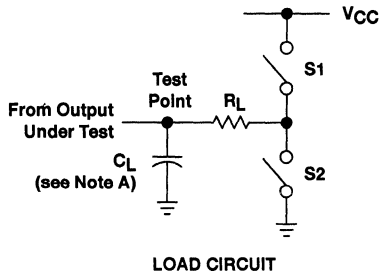 VCC
S1
Test
Point
RL
From Output
Under Test
CL
(see Note A)
S2
LOAD CIRCUIT